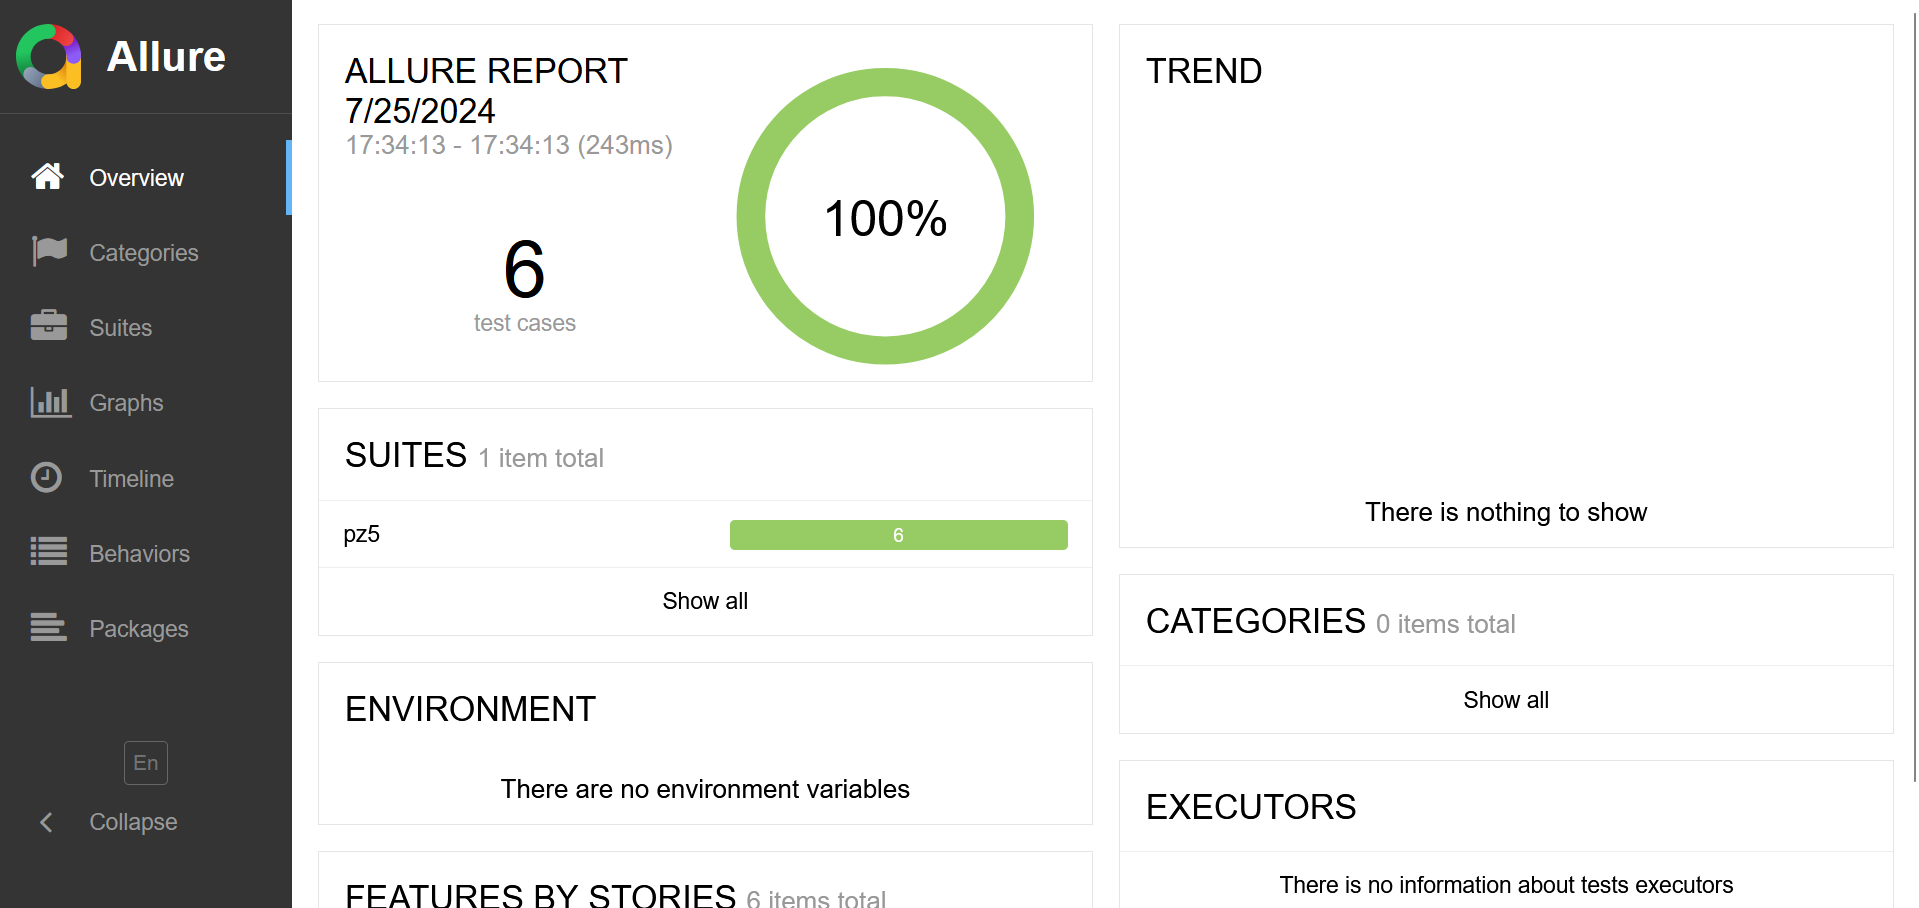 Allure
Overview
Categories
Suites
Graphs
Timeline
Behaviors
Packages
En
Collapse
ALLURE REPORT
7/25/2024
17:34:13 - 17:34:13 (243ms)
6
test cases
100%
SUITES 1 item total
pz5 6
Show all
ENVIRONMENT
There are no environment variables
FEATURES BY STORIES 6 items total
TREND
There is nothing to show
CATEGORIES 0 items total
Show all
EXECUTORS
There is no information about tests executors